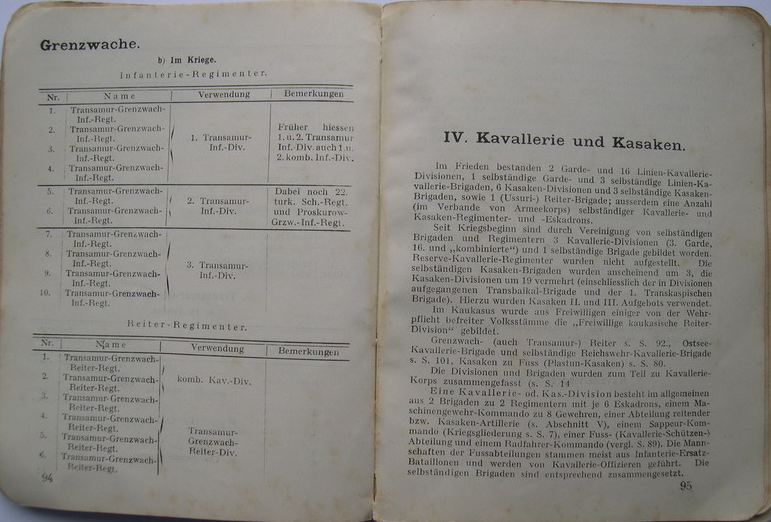 Grenzwache.
b) Im Kriege.
Infanterie-Regimenter.
Nr. | Name | Verwendung | Bemerkungen
1. Transamur-Grenzwach-
Inf.-Regt.
2. Transamur-Grenzwach-
Inf.-Regt.
3. Transamur-Grenzwach-
Inf.-Regt.
4. Transamur-Grenzwach-
Inf.-Regt.
1. Transamur-
Inf.-Div.
Früher hiessen
1. u. 2. Transamur
Inf.-Div. auch 1. u.
2. komb. Inf.-Div.
5. Transamur-Grenzwach-
Inf.-Regt.
6. Transamur-Grenzwach-
Inf.-Regt.
2. Transamur-
Inf.-Div.
Dabei noch 22.
turk. Sch.-Regt.
und Proskurow-
Grzw.-Inf.-Regt.
7. Transamur-Grenzwach-
Inf.-Regt.
8. Transamur-Grenzwach-
Inf.-Regt.
9. Transamur-Grenzwach-
Inf.-Regt.
10. Transamur-Grenzwach-
Inf.-Regt.
3. Transamur-
Inf.-Div.
Reiter-Regimenter.
Nr. | Name | Verwendung | Bemerkungen
1. Transamur-Grenzwach-
Reiter-Regt.
2. Transamur-Grenzwach-
Reiter-Regt.
3. Transamur-Grenzwach-
Reiter-Regt.
4. Transamur-Grenzwach-
Reiter-Regt.
5. Transamur-Grenzwach-
Reiter-Regt.
6. Transamur-Grenzwach-
Reiter-Regt.
komb. Kav.-Div.
Transamur-
Grenzwach-
Reiter-Div.
94
IV. Kavallerie und Kasaken.
Im Frieden bestanden 2 Garde- und 16 Linien-Kavallerie-
Divisionen, 1 selbständige Garde- und 3 selbständige Linien-Ka-
vallerie-Brigaden, 6 Kasaken-Divisionen und 3 selbständige Kasaken-
Brigaden, sowie 1 (Ussuri-) Reiter-Brigade; ausserdem eine Anzahl
(im Verbande von Armeekorps) selbständiger Kavallerie- und
Kasaken-Regimenter und -Eskadrons.
Seit Kriegsbeginn sind durch Vereinigung von selbständigen
Brigaden und Regimentern 3 Kavallerie-Divisionen (3. Garde,
16. und „kombinierte“) und 1 selbständige Brigade gebildet worden.
Reserve-Kavallerie-Regimenter wurden nicht aufgestellt. Die
selbständigen Kasaken-Brigaden wurden anscheinend um 3, die
Kasaken-Divisionen um 19 vermehrt (einschliesslich der in Divisionen
aufgegangenen Transbaikal-Brigade und der 1. Transkaspischen
Brigade). Hierzu wurden Kasaken II. und III. Aufgebots verwendet.
Im Kaukasus wurde aus Freiwilligen einiger von der Wehr-
pflicht befreiter Volksstämme die „Freiwillige kaukasische Reiter-
Division“ gebildet.
Grenzwach- (auch Transamur-) Reiter s. S. 92., Ostsee-
Kavallerie-Brigade und selbständige Reichswehr-Kavallerie-Brigade
s. S. 101, Kasaken zu Fuss (Plastun-Kasaken) s. S. 80.
Die Divisionen und Brigaden wurden zum Teil zu Kavallerie-
Korps zusammengefasst (s. S. 14
Eine Kavallerie- od. Kas.-Division besteht im allgemeinen
aus 2 Brigaden zu 2 Regimentern mit je 6 Eskadrons, einem Ma-
schinengewehr-Kommando zu 8 Gewehren, einer Abteilung reitender
bzw. Kasaken-Artillerie (s. Abschnitt V), einem Sappeur-Kom-
mando (Kriegsgliederung s. S. 7), einer Fuss- (Kavallerie-Schützen-)
Abteilung und einem Radfahrer-Kommando (vergl. S. 89). Die Mann-
schaften der Fussabteilungen stammen meist aus Infanterie-Ersatz-
Bataillonen und werden von Kavallerie-Offizieren geführt. Die
selbständigen Brigaden sind entsprechend zusammengesetzt.
95